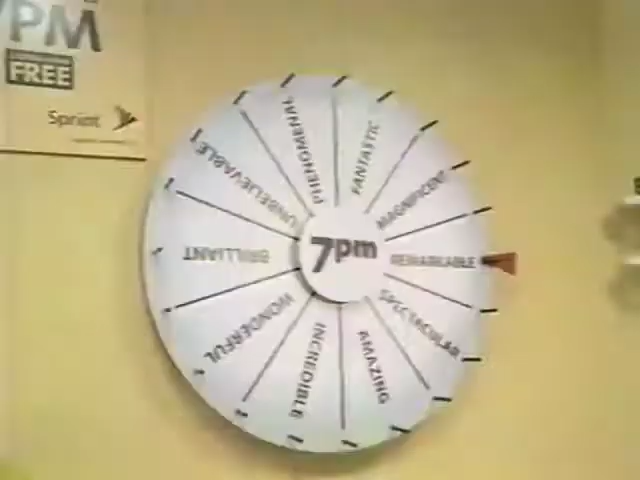 7PM
FREE
Sprint
PHENOMENAL
FANTASTIC
UNBELIEVABLE!
MAGNIFICENT
BRILLIANT
7pm
REMARKABLE
WONDERFUL
SPECTACULAR
INCREDIBLE
AMAZING